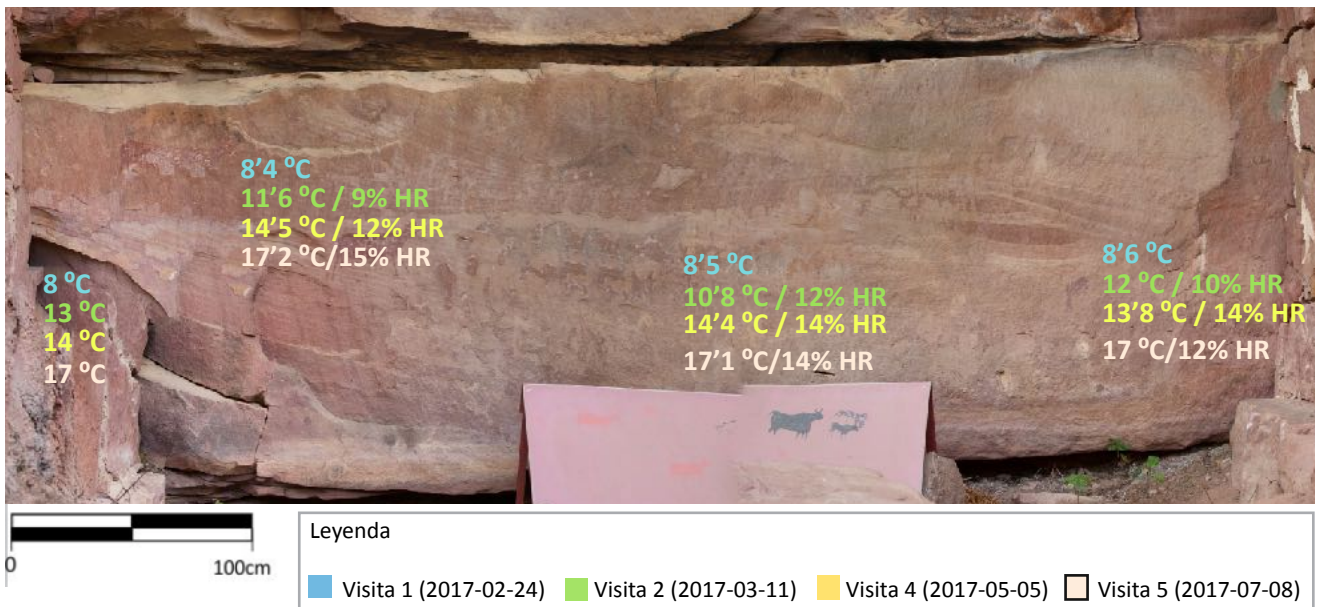 8'4 ºC
11'6 ºC / 9% HR
14'5 ºC / 12% HR
17'2 ºC/15% HR
8 ºC
13 ºC
14 ºC
17 ºC
8'5 ºC
10'8 ºC / 12% HR
14'4 ºC / 14% HR
17'1 ºC/14% HR
8'6 ºC
12 ºC / 10% HR
13'8 ºC / 14% HR
17 ºC/12% HR
0 100cm
Leyenda
Visita 1 (2017-02-24) Visita 2 (2017-03-11) Visita 4 (2017-05-05) Visita 5 (2017-07-08)